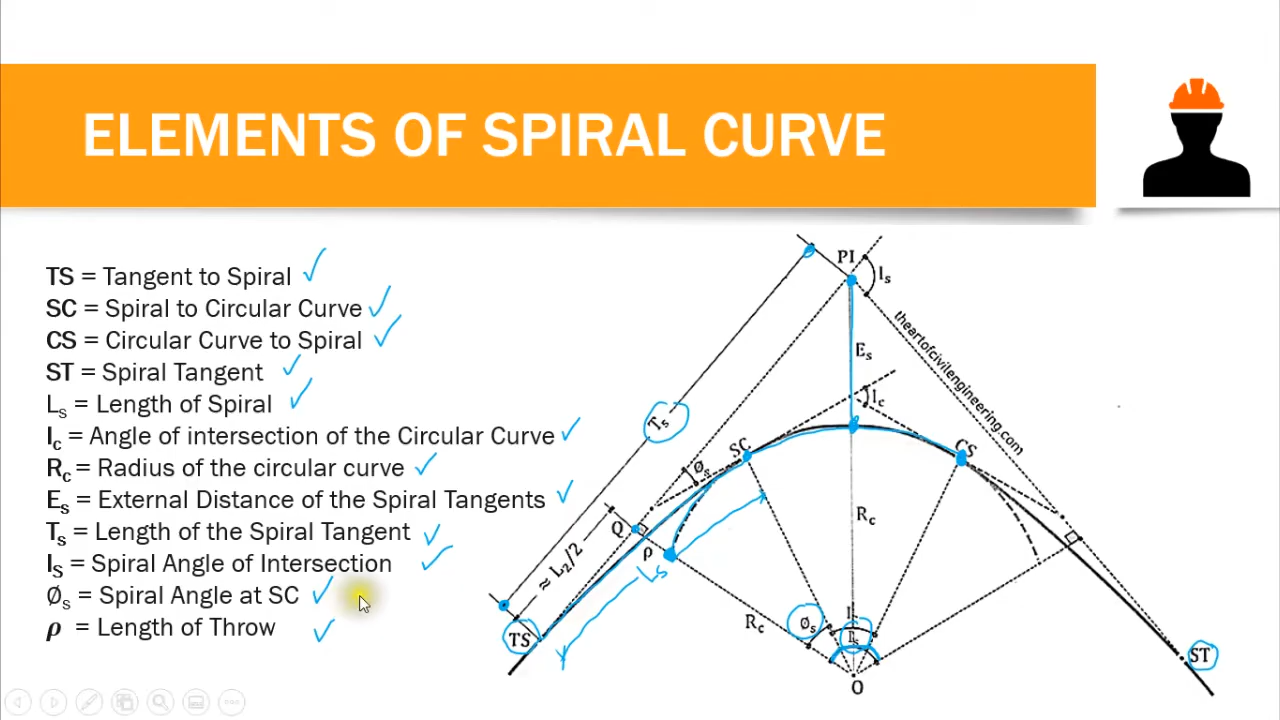 ELEMENTS OF SPIRAL CURVE
TS = Tangent to Spiral
SC = Spiral to Circular Curve
CS = Circular Curve to Spiral
ST = Spiral Tangent
Ls = Length of Spiral
Ic = Angle of intersection of the Circular Curve
Rc = Radius of the circular curve
Es = External Distance of the Spiral Tangents
Ts = Length of the Spiral Tangent
IS = Spiral Angle of Intersection
Øs = Spiral Angle at SC
ρ = Length of Throw
PI
Is
Es
theartofcivilengineering.com
Ic
Ts
SC
CS
Øs
Q
ρ
≈ L2/2
Ls
Rc
TS
Rc
Øs
Is
ST
O